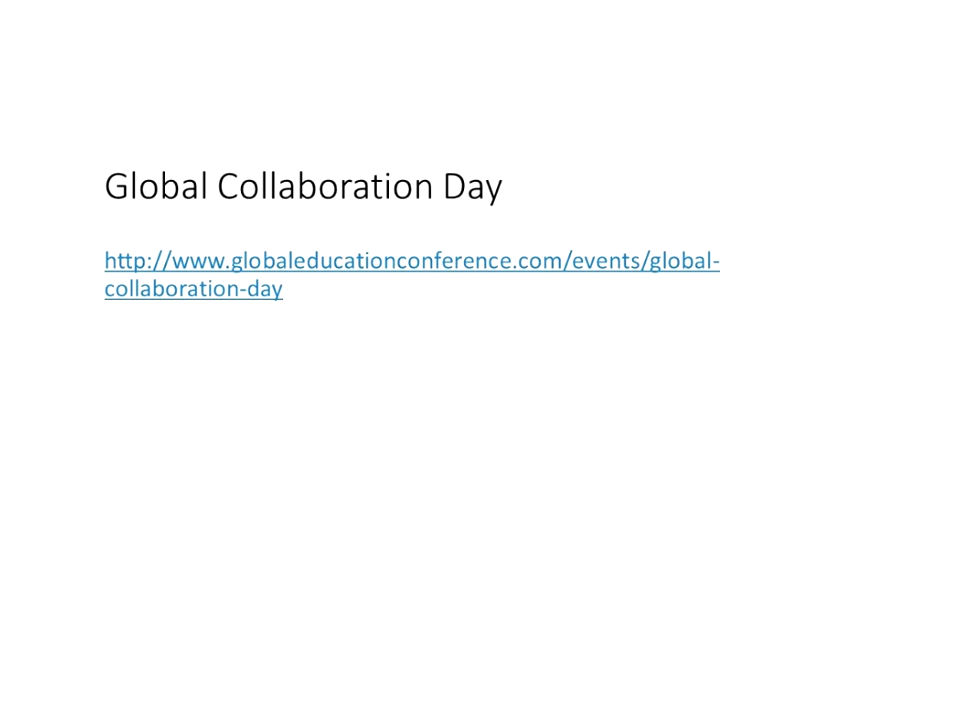 Global Collaboration Day
http://www.globaleducationconference.com/events/global-
collaboration-day